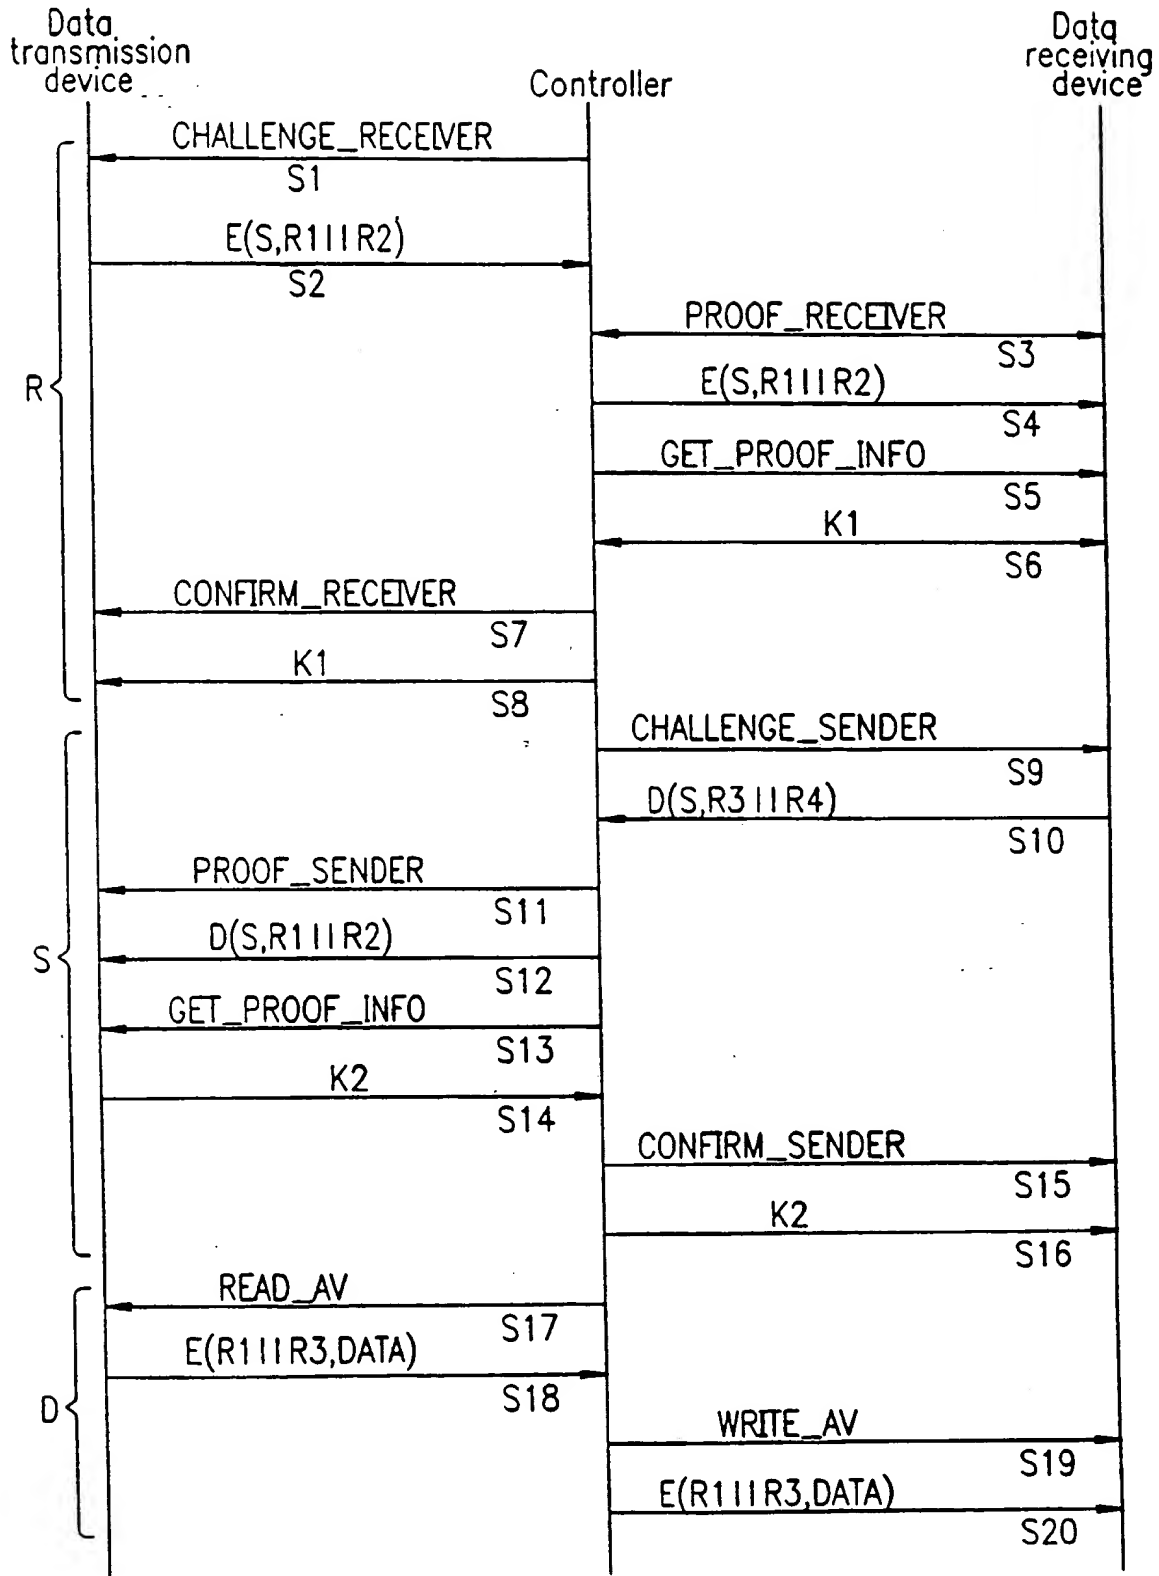 Data
transmission
device
Controller
Data
receiving
device
CHALLENGE_RECEIVER
S1
E(S,R1||R2)
S2
PROOF_RECEIVER
S3
E(S,R1||R2)
S4
GET_PROOF_INFO
S5
K1
S6
R
CONFIRM_RECEIVER
S7
K1
S8
CHALLENGE_SENDER
S9
D(S,R3||R4)
S10
PROOF_SENDER
S11
D(S,R1||R2)
S12
S
GET_PROOF_INFO
S13
K2
S14
CONFIRM_SENDER
S15
K2
S16
READ_AV
S17
E(R1||R3,DATA)
S18
D
WRITE_AV
S19
E(R1||R3,DATA)
S20